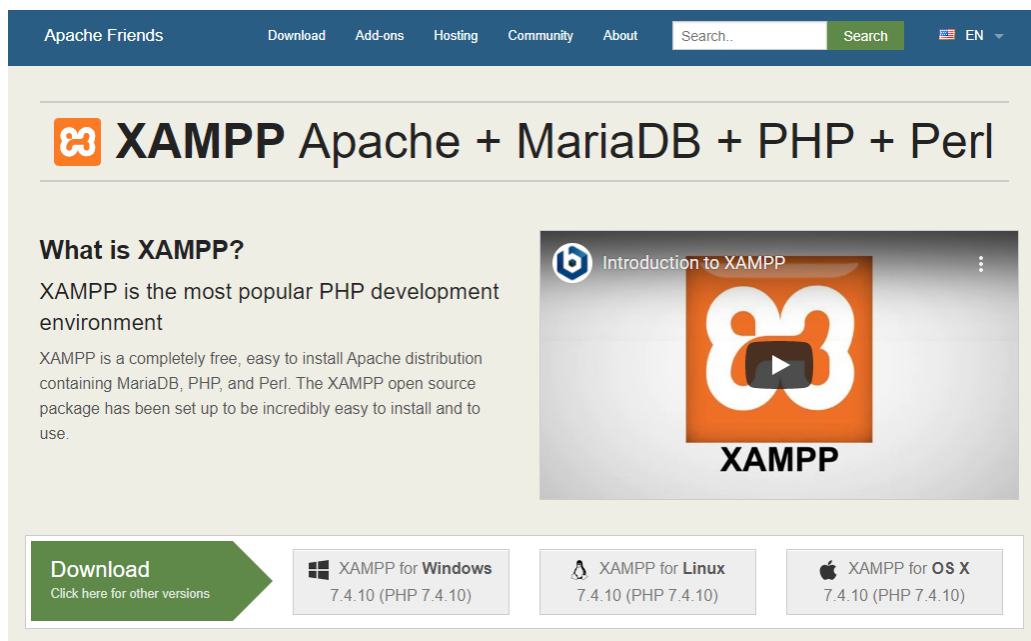 Apache Friends Download Add-ons Hosting Community About Search.. Search EN
XAMPP Apache + MariaDB + PHP + Perl
What is XAMPP?
XAMPP is the most popular PHP development
environment
XAMPP is a completely free, easy to install Apache distribution
containing MariaDB, PHP, and Perl. The XAMPP open source
package has been set up to be incredibly easy to install and to
use.
Introduction to XAMPP
XAMPP
Download
Click here for other versions
XAMPP for Windows
7.4.10 (PHP 7.4.10)
XAMPP for Linux
7.4.10 (PHP 7.4.10)
XAMPP for OS X
7.4.10 (PHP 7.4.10)